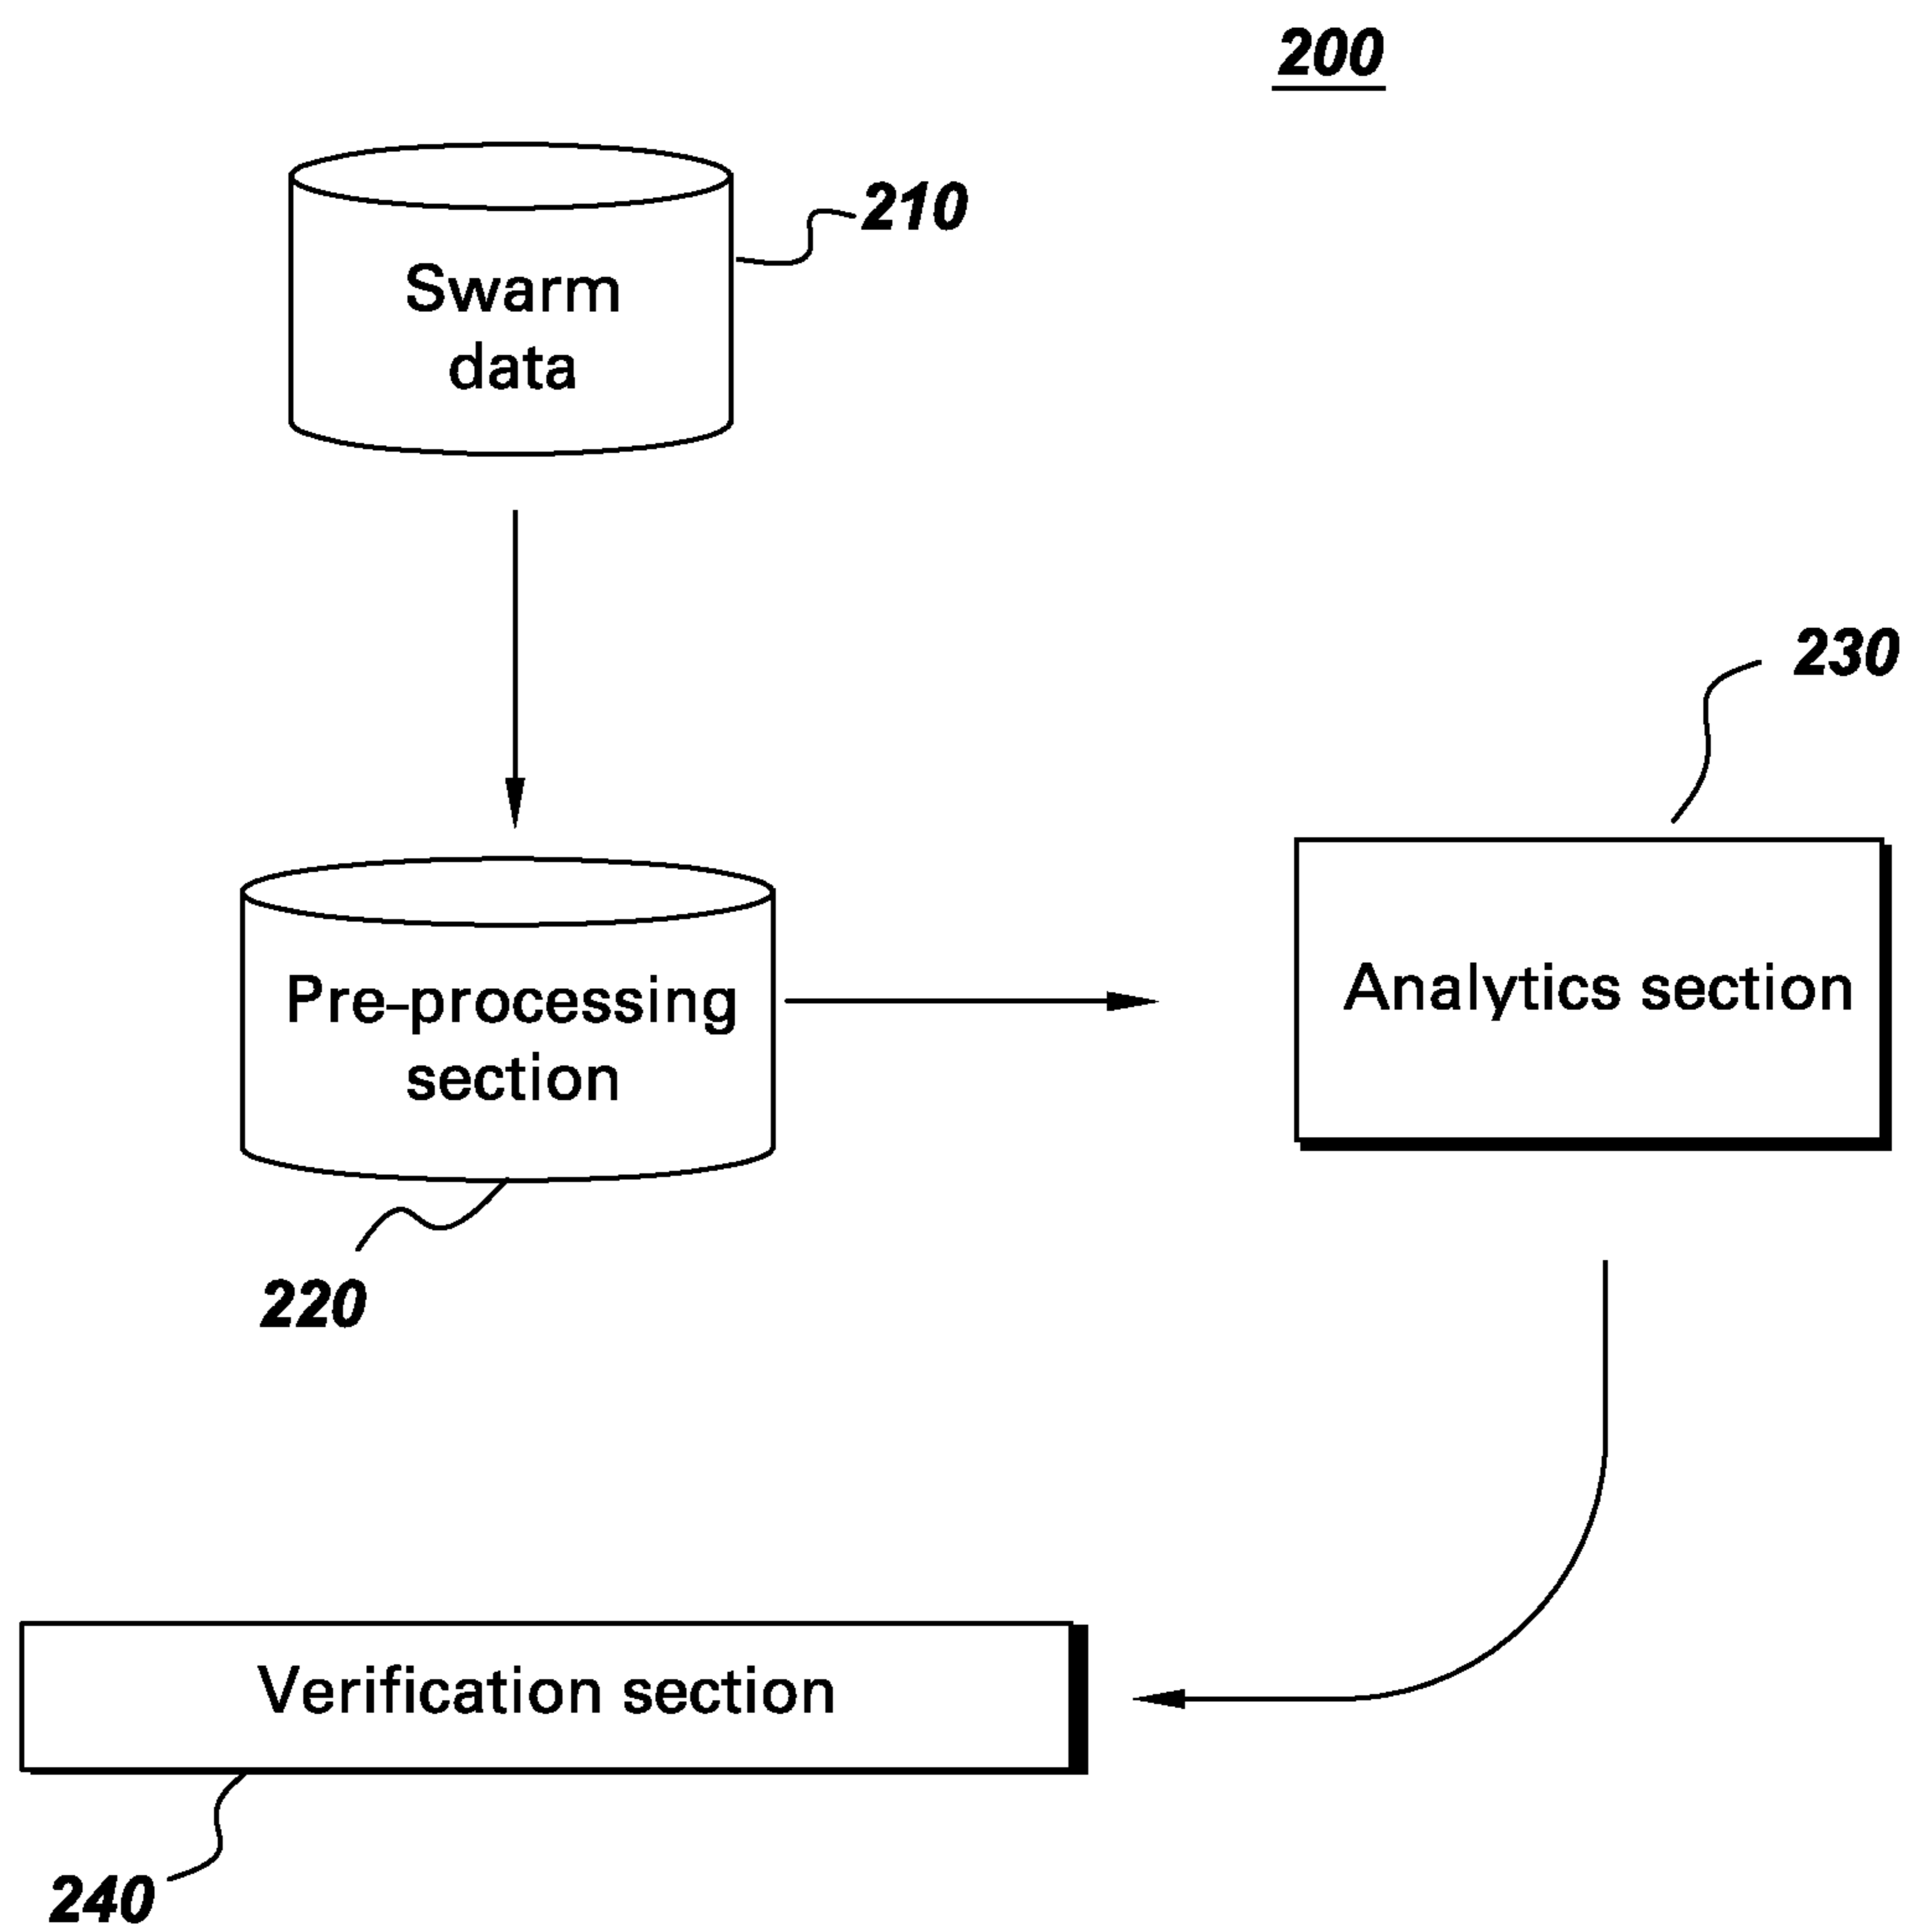 200
210
Swarm
data
230
Pre-processing
section
Analytics section
220
Verification section
240